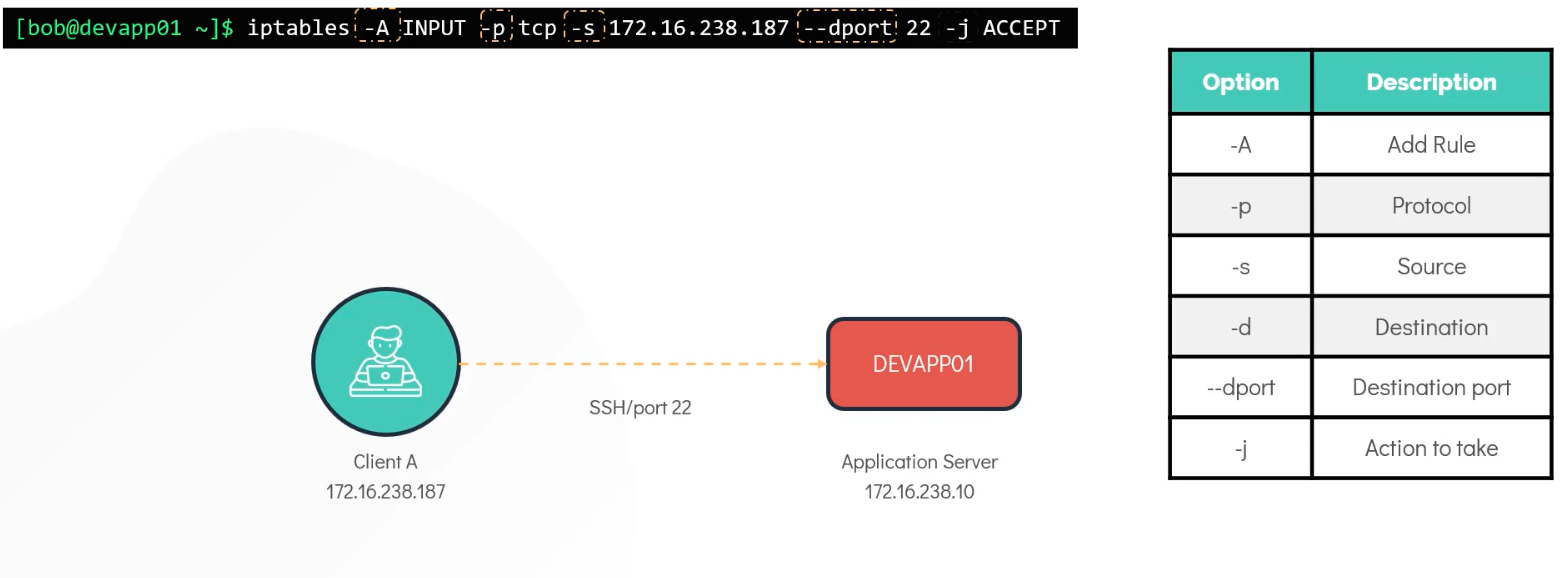 [bob@devapp01 ~]$ iptables -A INPUT -p tcp -s 172.16.238.187 --dport 22 -j ACCEPT
Option Description
-A Add Rule
-p Protocol
-s Source
-d Destination
--dport Destination port
-j Action to take
DEVAPP01
SSH/port 22
Client A
172.16.238.187
Application Server
172.16.238.10